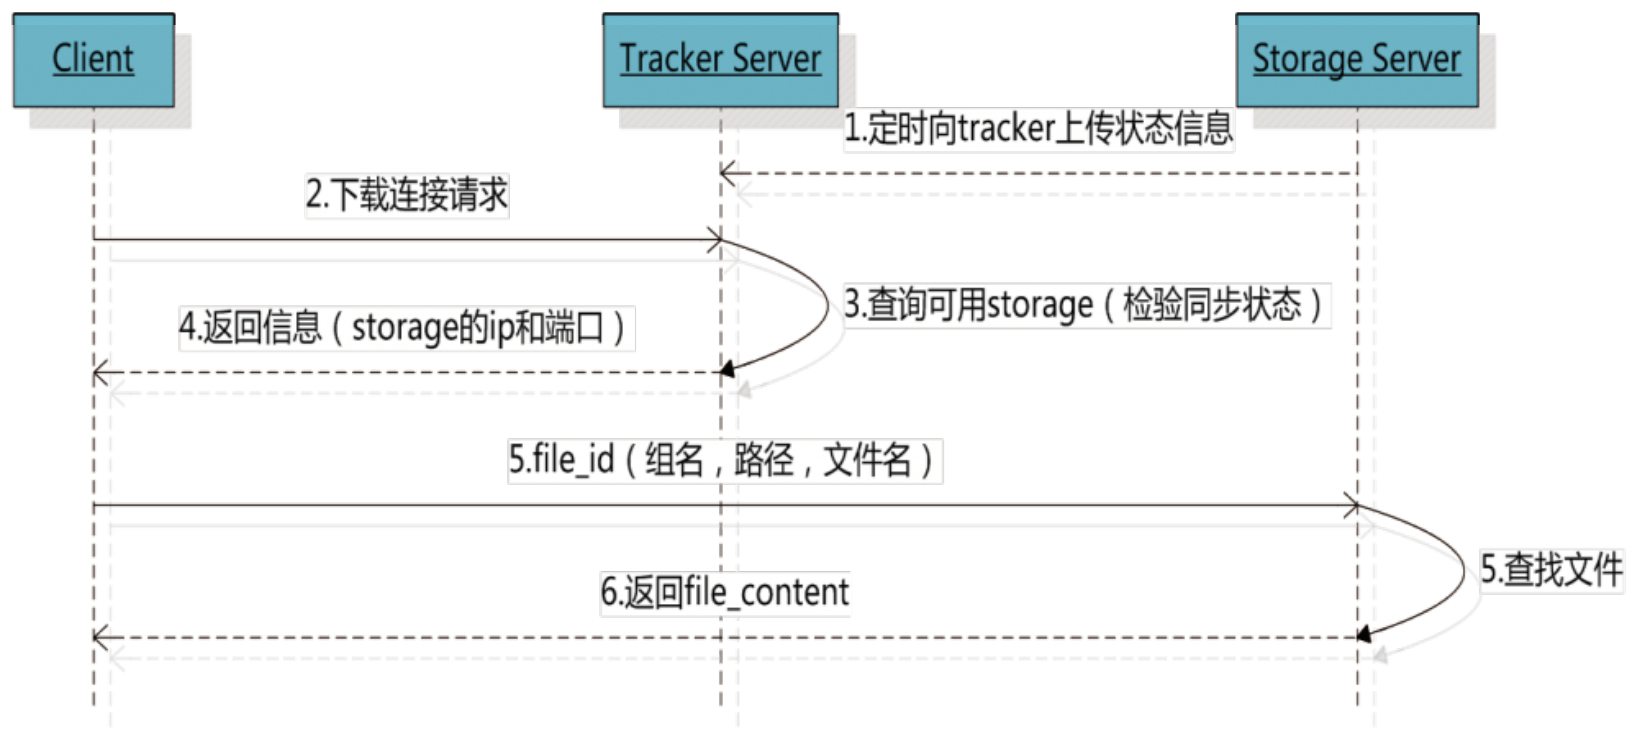 Client
Tracker Server
Storage Server
1.定时向tracker上传状态信息
2.下载连接请求
3.查询可用storage（检验同步状态）
4.返回信息（storage的ip和端口）
5.file_id（组名，路径，文件名）
5.查找文件
6.返回file_content